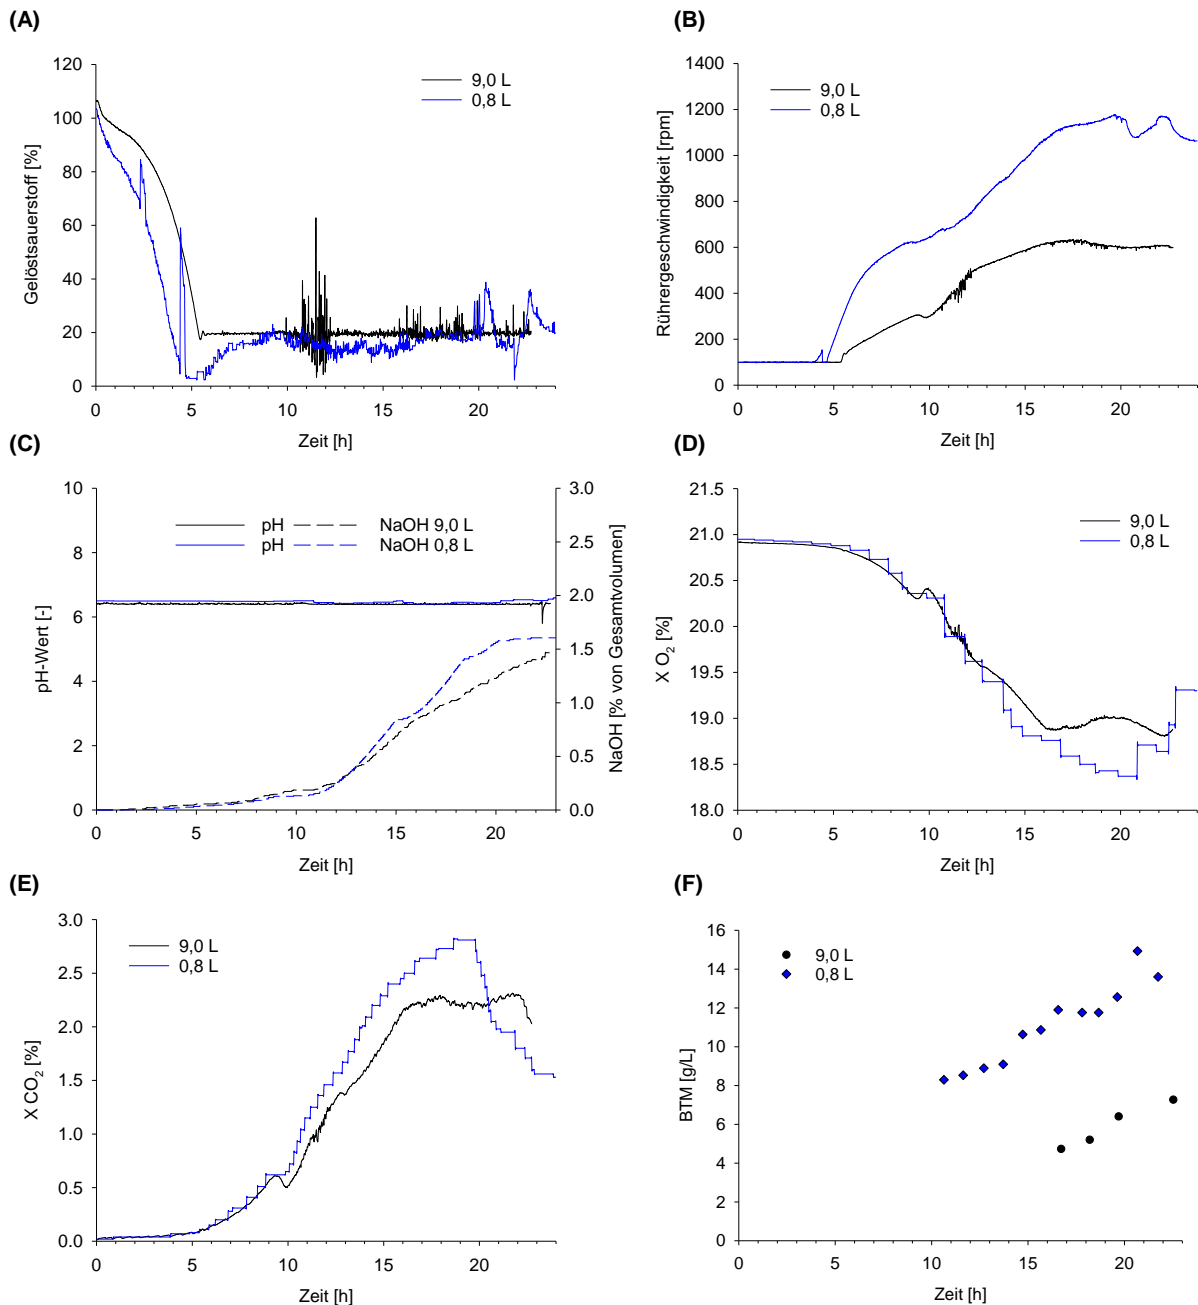 (A)
120
100
80
60
40
20
0
Gelöstsauerstoff [%]
9,0 L
0,8 L
0 5 10 15 20
Zeit [h]
(B)
1400
1200
1000
800
600
400
200
0
Rührergeschwindigkeit [rpm]
9,0 L
0,8 L
0 5 10 15 20
Zeit [h]
(C)
10
8
6
4
2
0
pH-Wert [-]
pH NaOH 9,0 L
pH NaOH 0,8 L
3.0
2.5
2.0
1.5
1.0
0.5
0.0
NaOH [% von Gesamtvolumen]
0 5 10 15 20
Zeit [h]
(D)
21.5
21.0
20.5
20.0
19.5
19.0
18.5
18.0
X O₂ [%]
9,0 L
0,8 L
0 5 10 15 20
Zeit [h]
(E)
3.0
2.5
2.0
1.5
1.0
0.5
0.0
X CO₂ [%]
9,0 L
0,8 L
0 5 10 15 20
Zeit [h]
(F)
16
14
12
10
8
6
4
2
0
BTM [g/L]
9,0 L
0,8 L
0 5 10 15 20
Zeit [h]